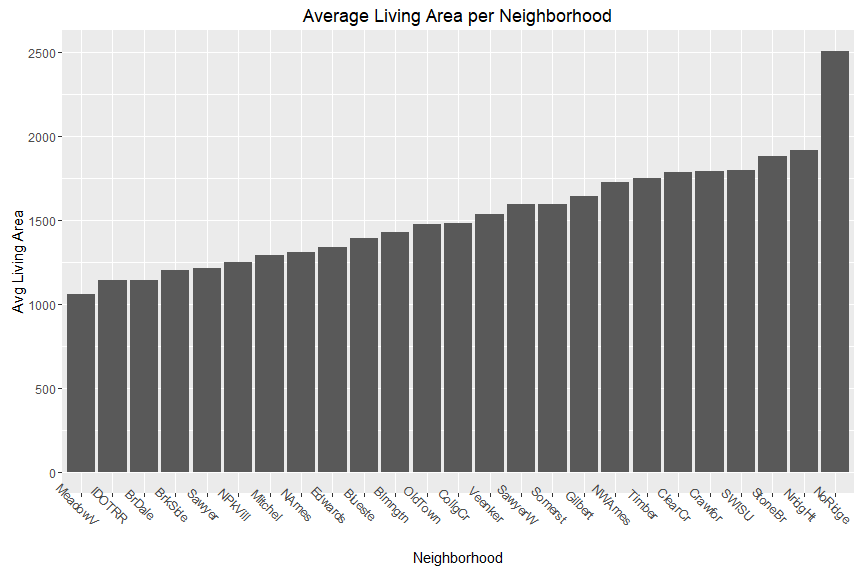 Average Living Area per Neighborhood
Avg Living Area
2500
2000
1500
1000
500
0
MeadowV
IDOTRR
BrDale
BrkSide
Sawyer
NPkVill
Mitchel
NAmes
Edwards
Blueste
Blmngtn
OldTown
CollgCr
Veenker
SawyerW
Somerst
Gilbert
NWAmes
Timber
ClearCr
Crawfor
SWISU
StoneBr
NridgHt
NoRidge
Neighborhood